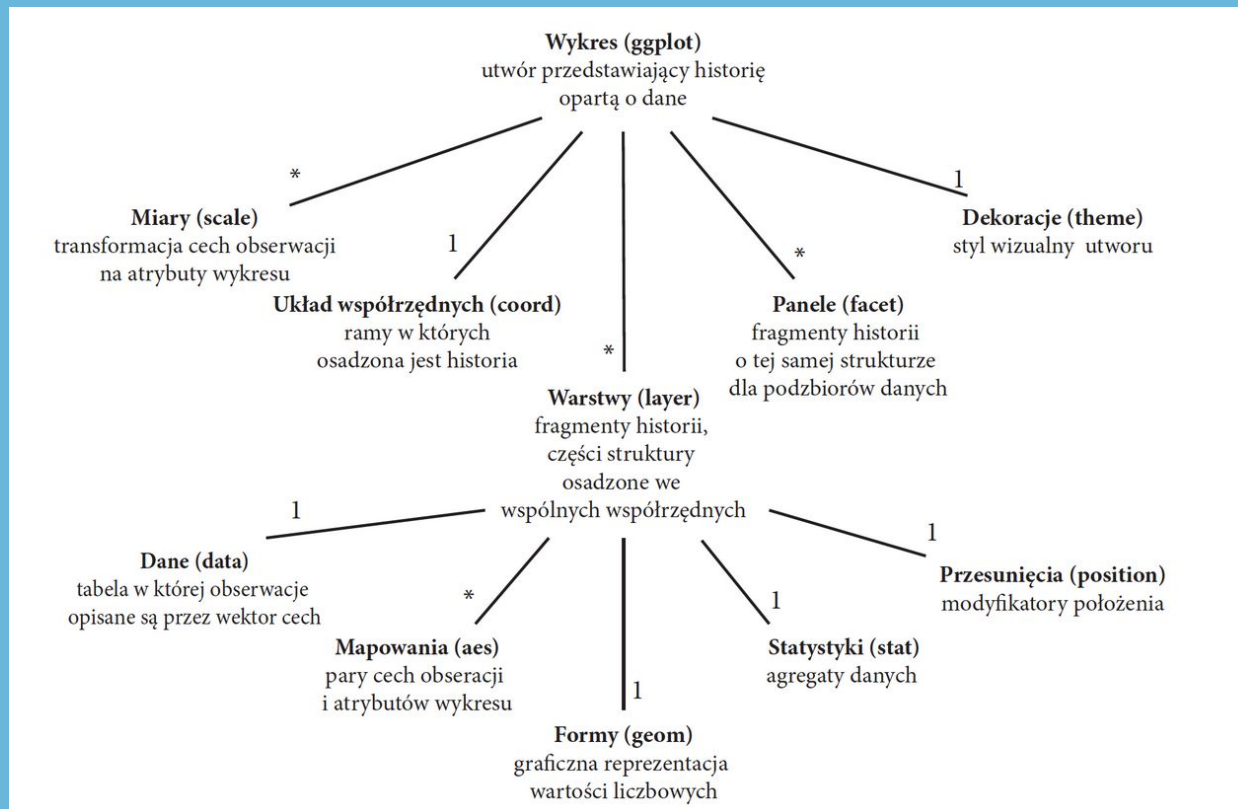 Wykres (ggplot)
utwór przedstawiający historię
opartą o dane
*
Miary (scale)
transformacja cech obserwacji
na atrybuty wykresu
1
Układ współrzędnych (coord)
ramy w których
osadzona jest historia
*
Warstwy (layer)
fragmenty historii,
części struktury
osadzone we
wspólnych współrzędnych
*
Panele (facet)
fragmenty historii
o tej samej strukturze
dla podzbiorów danych
1
Dekoracje (theme)
styl wizualny utworu
1
Dane (data)
tabela w której obserwacje
opisane są przez wektor cech
*
Mapowania (aes)
pary cech obseracji
i atrybutów wykresu
1
Formy (geom)
graficzna reprezentacja
wartości liczbowych
1
Statystyki (stat)
agregaty danych
1
Przesunięcia (position)
modyfikatory położenia